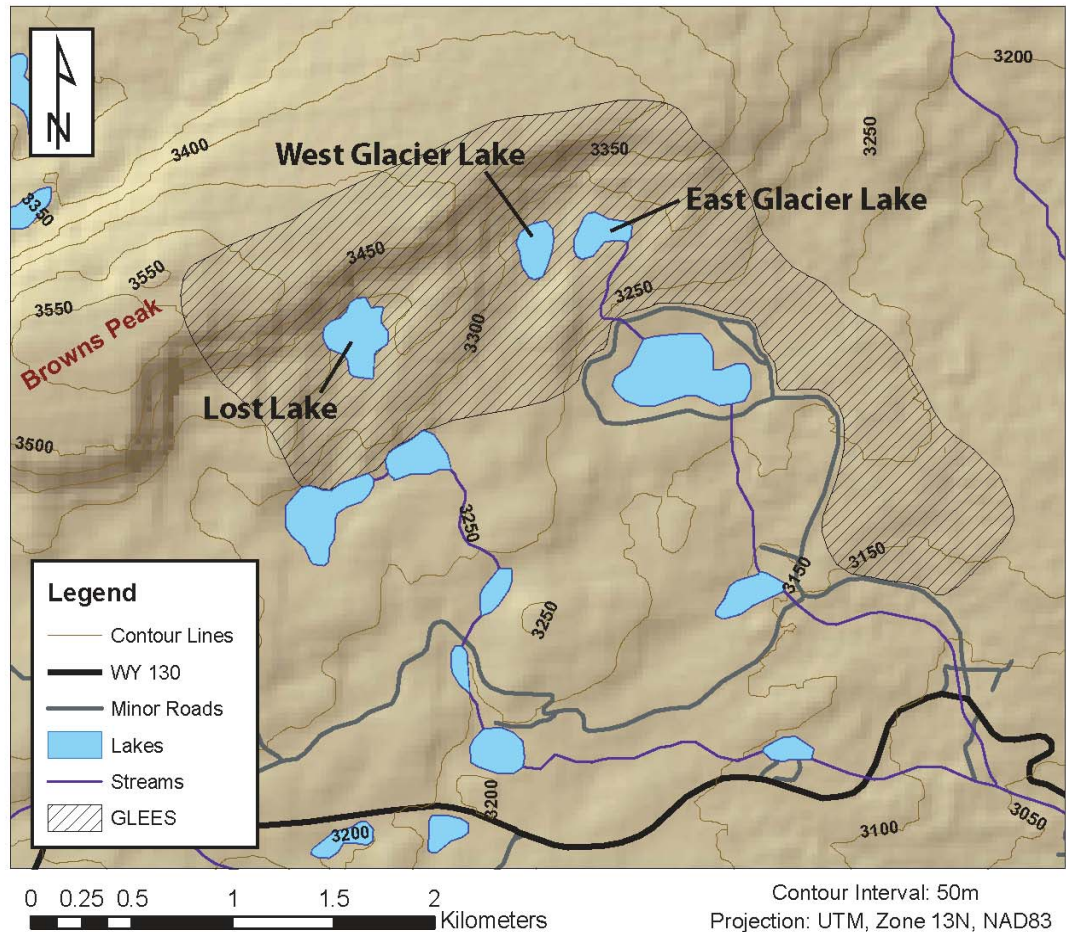 N
3200
3250
3400
West Glacier Lake
3350
East Glacier Lake
3350
3450
3550
3550
3250
Browns Peak
3300
Lost Lake
3500
3250
3150
3150
3250
Legend
Contour Lines
WY 130
Minor Roads
Lakes
Streams
GLEES
3200
3200
3100
3050
0 0.25 0.5 1 1.5 2
Kilometers
Contour Interval: 50m
Projection: UTM, Zone 13N, NAD83